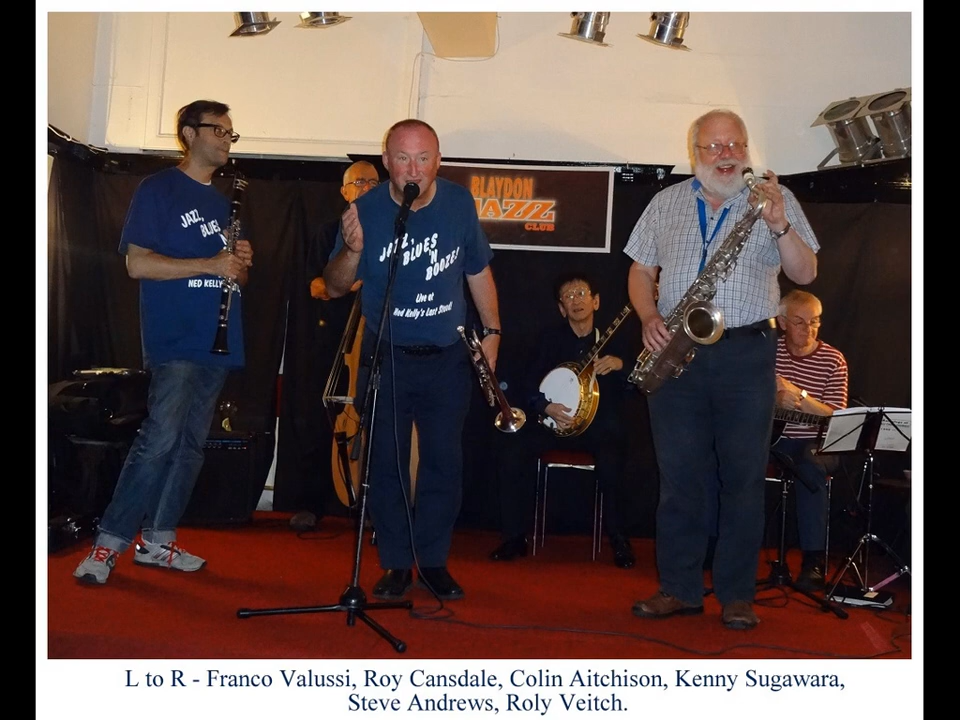 BLAYDON
JAZZ
CLUB
JAZZ,
BLUES
'N
NED KELLY
JAZZ,
BLUES
'N
BOOZE!
Live at
Ned Kelly's Last Stand!
L to R - Franco Valussi, Roy Cansdale, Colin Aitchison, Kenny Sugawara,
Steve Andrews, Roly Veitch.